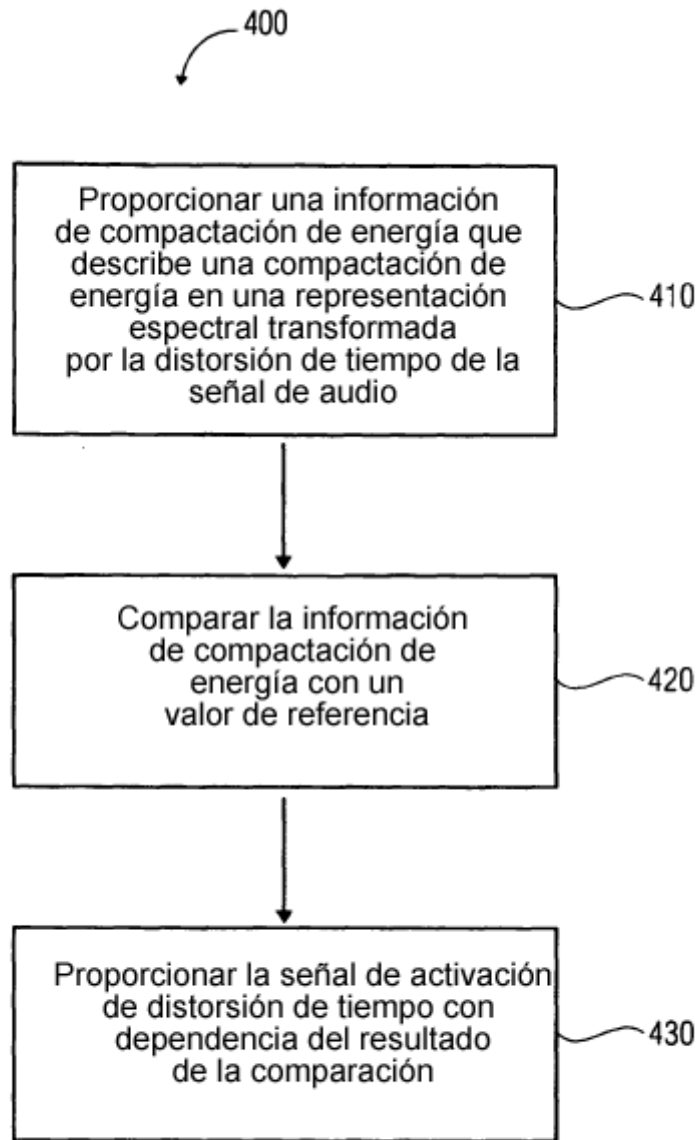 400
Proporcionar una información
de compactación de energía que
describe una compactación de
energía en una representación
espectral transformada
por la distorsión de tiempo de la
señal de audio
410
Comparar la información
de compactación de
energía con un
valor de referencia
420
Proporcionar la señal de activación
de distorsión de tiempo con
dependencia del resultado
de la comparación
430